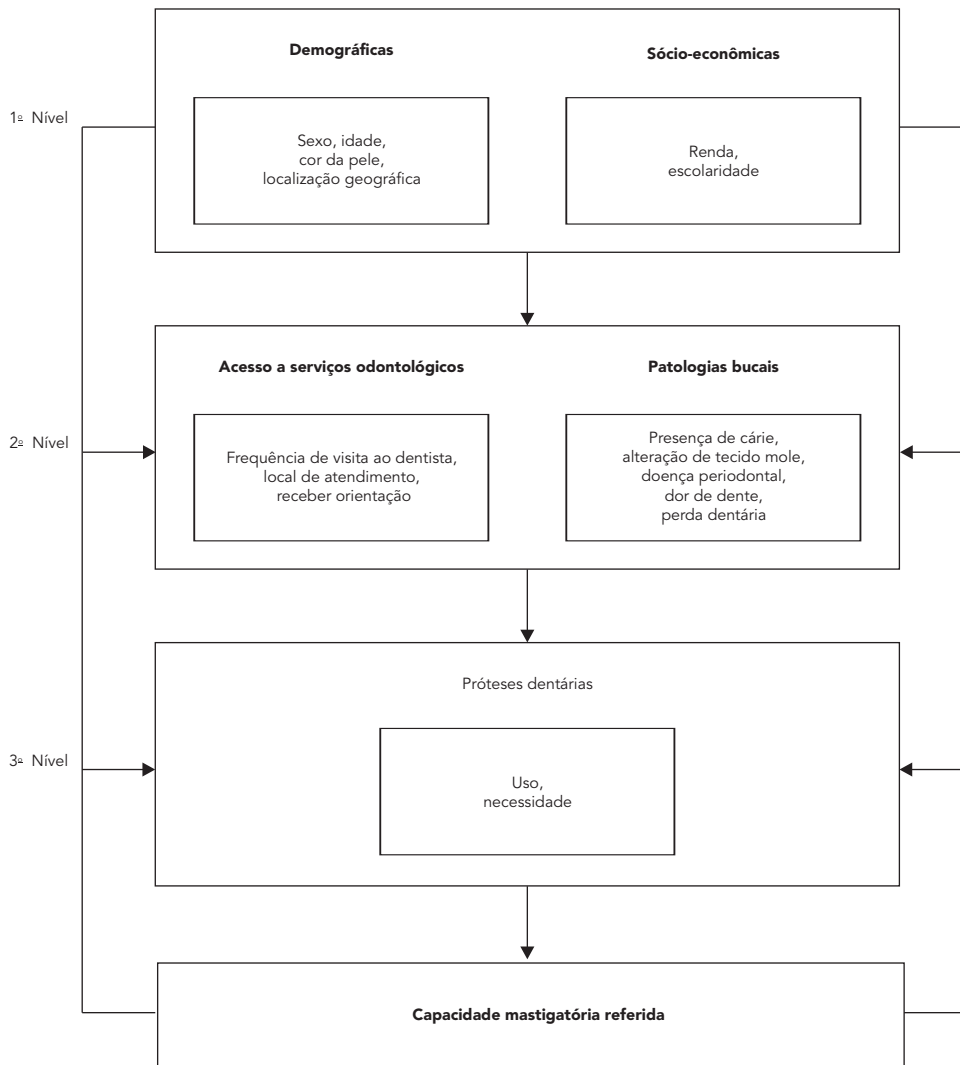 Demográficas
Sócio-econômicas
1º Nível
Sexo, idade,
cor da pele,
localização geográfica
Renda,
escolaridade
Acesso a serviços odontológicos
Patologias bucais
2º Nível
Frequência de visita ao dentista,
local de atendimento,
receber orientação
Presença de cárie,
alteração de tecido mole,
doença periodontal,
dor de dente,
perda dentária
Próteses dentárias
3º Nível
Uso,
necessidade
Capacidade mastigatória referida